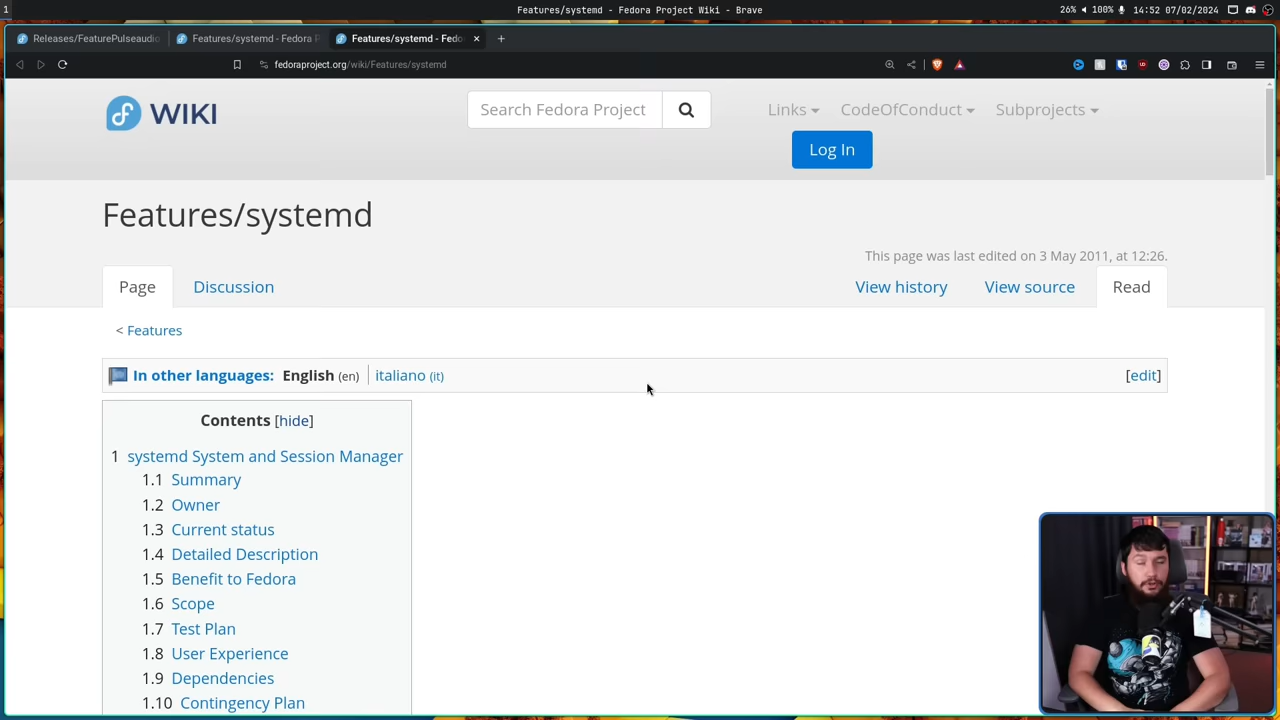 1
Features/systemd - Fedora Project Wiki - Brave
26%
100%
14:52 07/02/2024
Releases/FeaturePulseaudio
Features/systemd - Fedora P
Features/systemd - Fedo
fedoraproject.org/wiki/Features/systemd
WIKI
Search Fedora Project
Links
CodeOfConduct
Subprojects
Log In
Features/systemd
This page was last edited on 3 May 2011, at 12:26.
Page
Discussion
View history
View source
Read
< Features
In other languages: English (en) italiano (it)
[edit]
Contents [hide]
1 systemd System and Session Manager
1.1 Summary
1.2 Owner
1.3 Current status
1.4 Detailed Description
1.5 Benefit to Fedora
1.6 Scope
1.7 Test Plan
1.8 User Experience
1.9 Dependencies
1.10 Contingency Plan